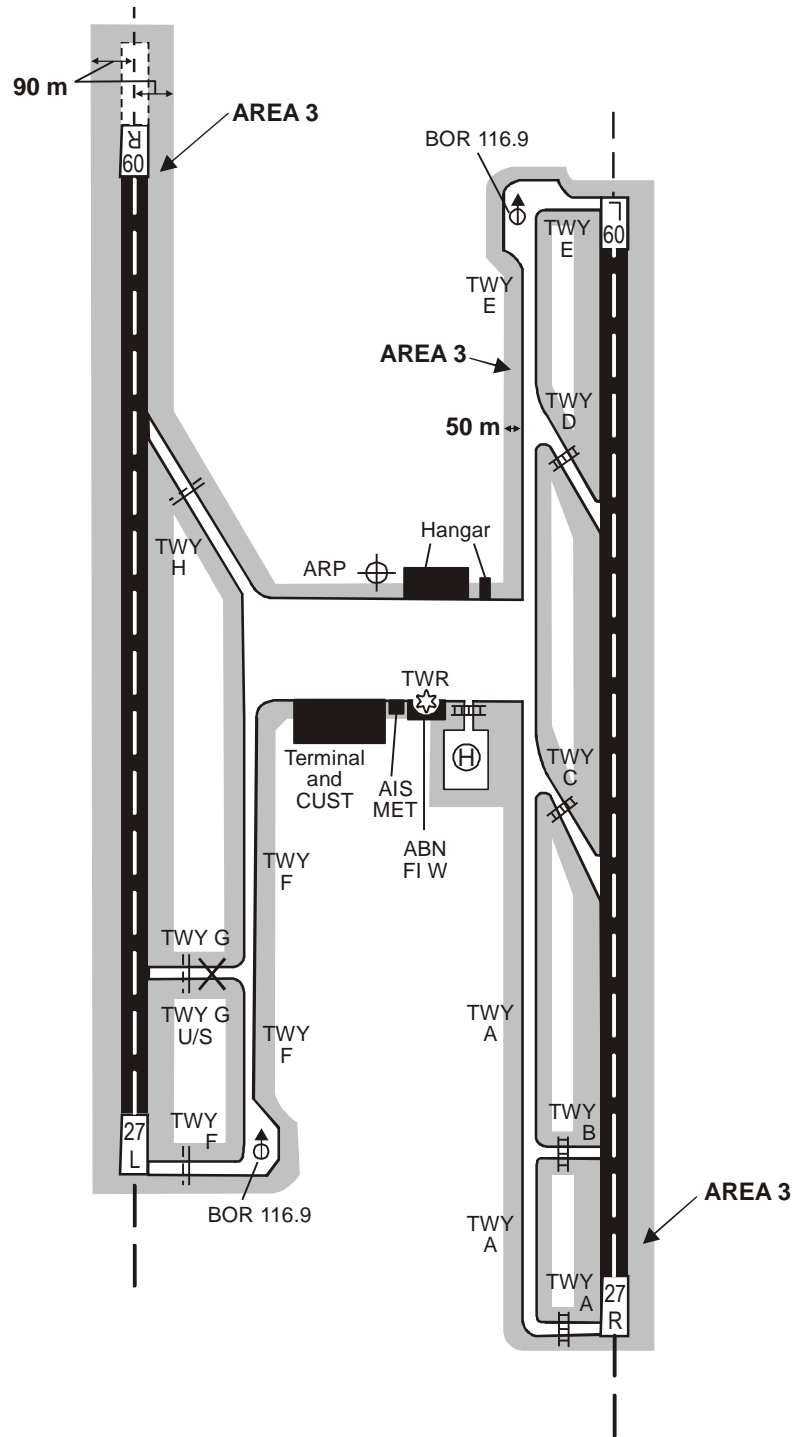 90 m
AREA 3
BOR 116.9
09
R
09
L
TWY
E
TWY
E
AREA 3
TWY
D
50 m
Hangar
ARP
TWY
H
TWR
H
Terminal
and
CUST
AIS
MET
ABN
FI W
TWY
C
TWY
F
TWY G
TWY G
U/S
TWY
F
TWY
A
TWY
B
27
L
TWY
F
BOR 116.9
TWY
A
AREA 3
TWY
A
27
R